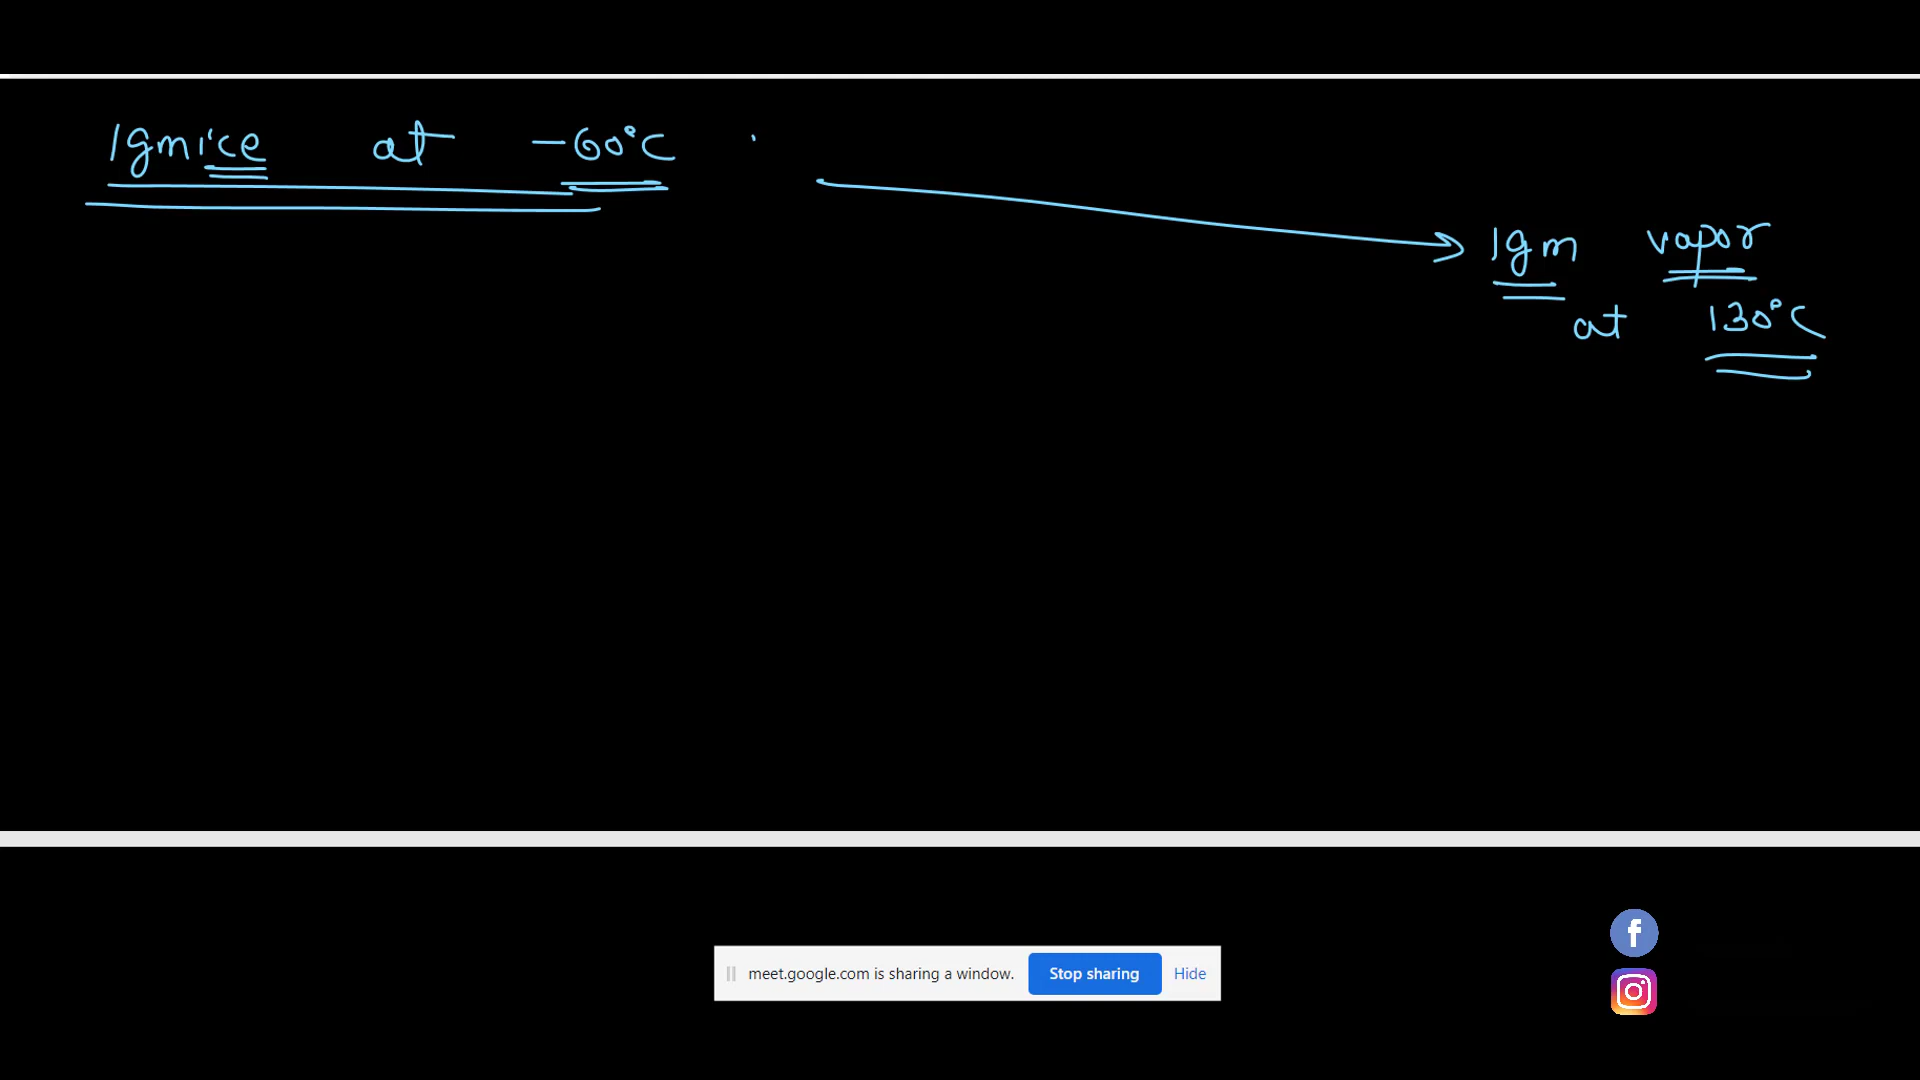 1gm ice at -60°C
1gm vapor
at 130°C
meet.google.com is sharing a window. Stop sharing Hide